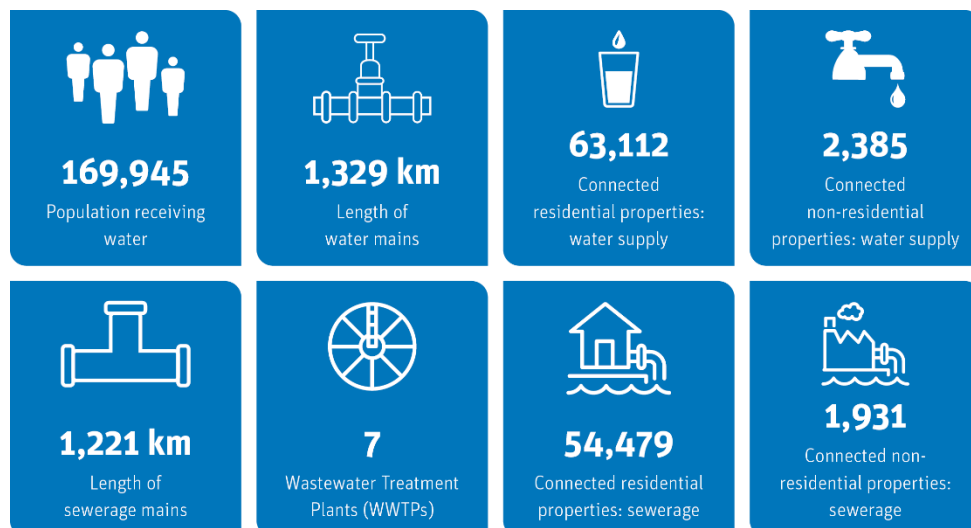 169,945
Population receiving
water
1,329 km
Length of
water mains
63,112
Connected
residential properties:
water supply
2,385
Connected
non-residential
properties: water supply
1,221 km
Length of
sewerage mains
7
Wastewater Treatment
Plants (WWTPs)
54,479
Connected residential
properties: sewerage
1,931
Connected non-
residential properties:
sewerage